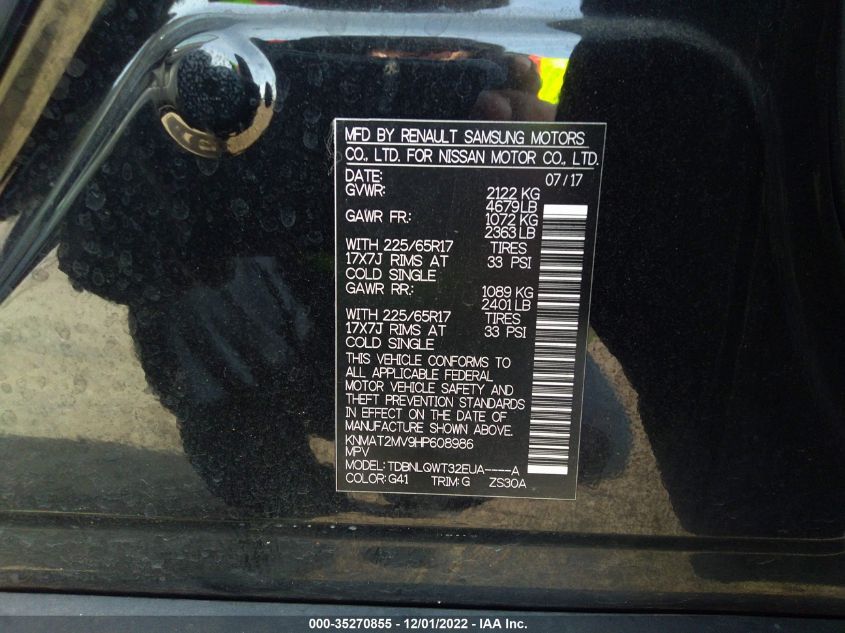 MFD BY RENAULT SAMSUNG MOTORS
CO., LTD. FOR NISSAN MOTOR CO., LTD.
DATE: 07/17
GVWR: 2122 KG
4679LB
GAWR FR: 1072 KG
2363LB
WITH 225/65R17 TIRES
17X7J RIMS AT 33 PSI
COLD SINGLE
GAWR RR: 1089 KG
2401LB
WITH 225/65R17 TIRES
17X7J RIMS AT 33 PSI
COLD SINGLE
THIS VEHICLE CONFORMS TO
ALL APPLICABLE FEDERAL
MOTOR VEHICLE SAFETY AND
THEFT PREVENTION STANDARDS
IN EFFECT ON THE DATE OF
MANUFACTURE SHOWN ABOVE.
KNMAT2MV9HP608986
MPV
MODEL: TDBNLQWT32EUA----A
COLOR:G41 TRIM:G ZS30A
000-35270855 - 12/01/2022 - IAA Inc.